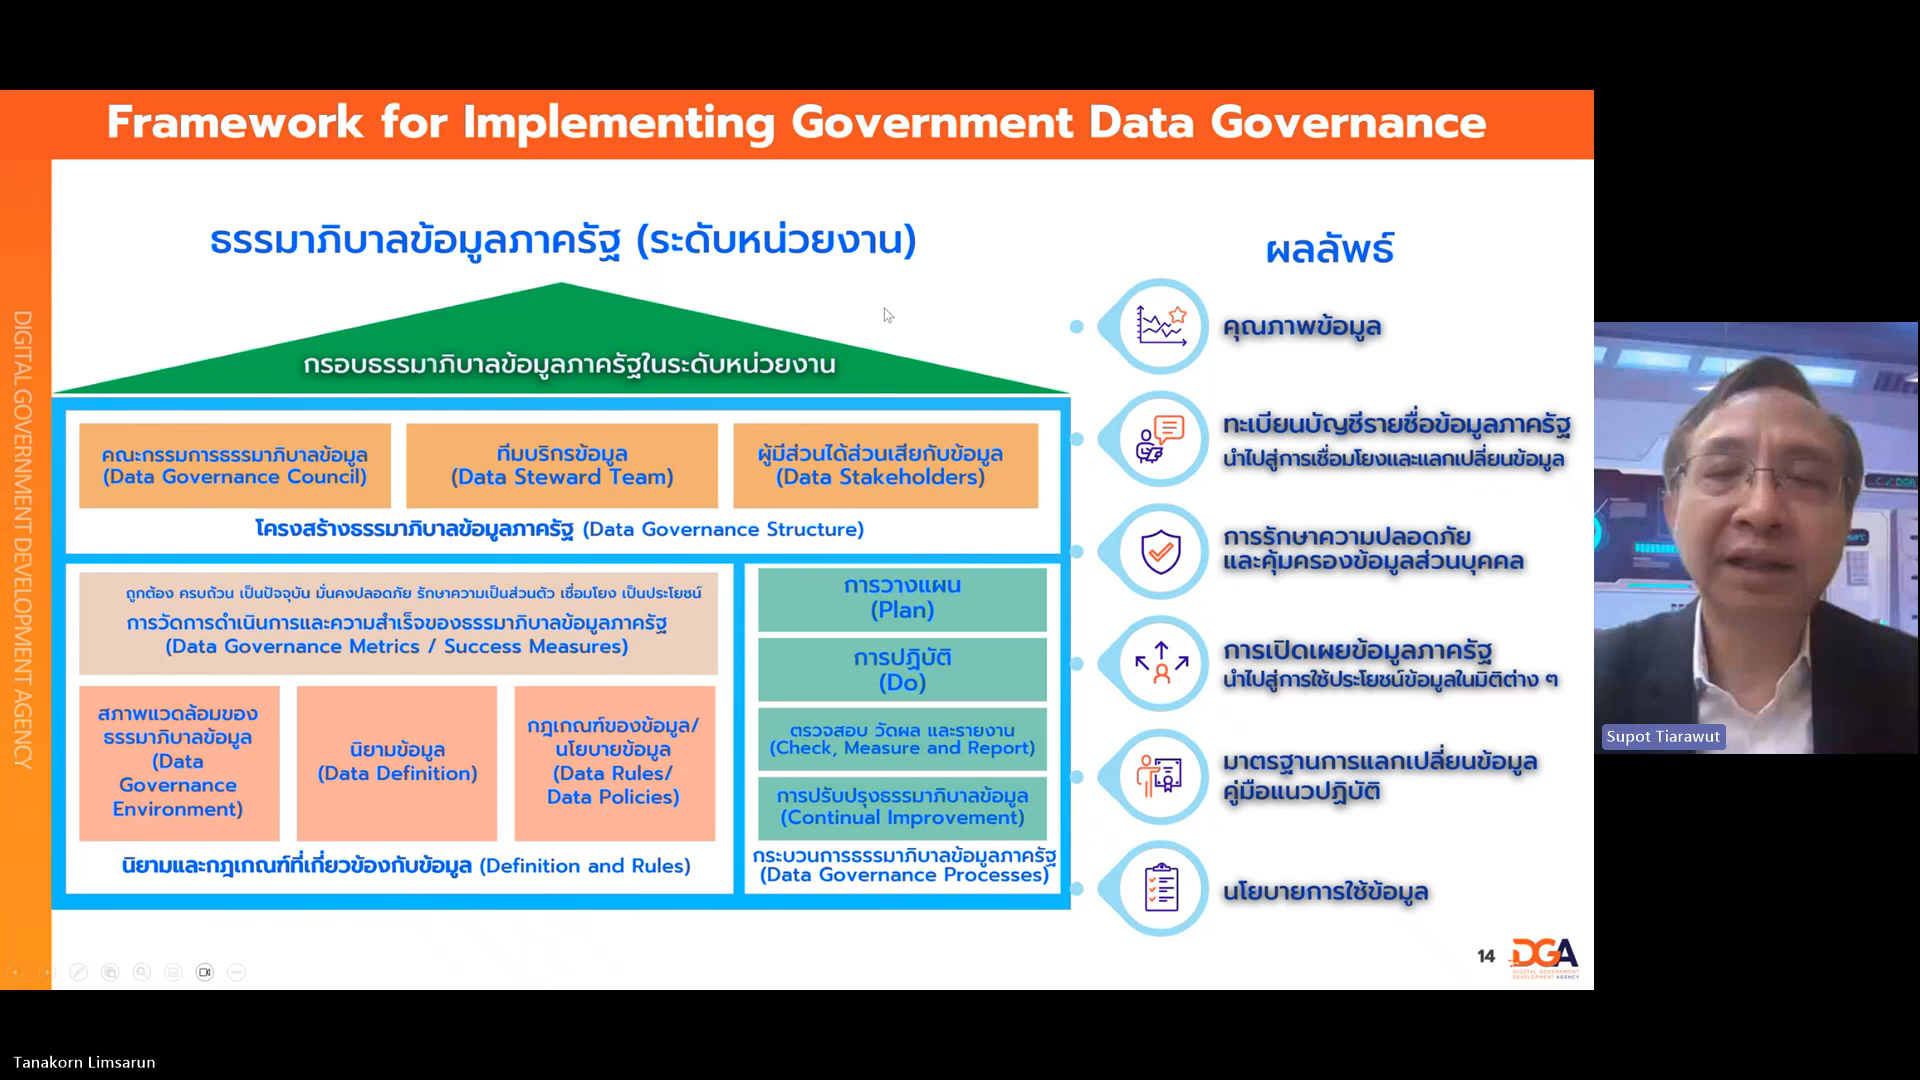 Framework for Implementing Government Data Governance
DIGITAL GOVERNMENT DEVELOPMENT AGENCY
ธรรมาภิบาลข้อมูลภาครัฐ (ระดับหน่วยงาน)
กรอบธรรมาภิบาลข้อมูลภาครัฐในระดับหน่วยงาน
คณะกรรมการธรรมาภิบาลข้อมูล
(Data Governance Council)
ทีมบริกรข้อมูล
(Data Steward Team)
ผู้มีส่วนได้ส่วนเสียกับข้อมูล
(Data Stakeholders)
โครงสร้างธรรมาภิบาลข้อมูลภาครัฐ (Data Governance Structure)
ถูกต้อง ครบถ้วน เป็นปัจจุบัน มั่นคงปลอดภัย รักษาความเป็นส่วนตัว เชื่อมโยง เป็นประโยชน์
การวัดการดำเนินการและความสำเร็จของธรรมาภิบาลข้อมูลภาครัฐ
(Data Governance Metrics / Success Measures)
สภาพแวดล้อมของ
ธรรมาภิบาลข้อมูล
(Data
Governance
Environment)
นิยามข้อมูล
(Data Definition)
กฎเกณฑ์ของข้อมูล/
นโยบายข้อมูล
(Data Rules/
Data Policies)
นิยามและกฎเกณฑ์ที่เกี่ยวข้องกับข้อมูล (Definition and Rules)
การวางแผน
(Plan)
การปฏิบัติ
(Do)
ตรวจสอบ วัดผล และรายงาน
(Check, Measure and Report)
การปรับปรุงธรรมาภิบาลข้อมูล
(Continual Improvement)
กระบวนการธรรมาภิบาลข้อมูลภาครัฐ
(Data Governance Processes)
ผลลัพธ์
คุณภาพข้อมูล
ทะเบียนบัญชีรายชื่อข้อมูลภาครัฐ
นำไปสู่การเชื่อมโยงและแลกเปลี่ยนข้อมูล
การรักษาความปลอดภัย
และคุ้มครองข้อมูลส่วนบุคคล
การเปิดเผยข้อมูลภาครัฐ
นำไปสู่การใช้ประโยชน์ข้อมูลในมิติต่าง ๆ
มาตรฐานการแลกเปลี่ยนข้อมูล
คู่มือแนวปฏิบัติ
นโยบายการใช้ข้อมูล
14
DGA
DIGITAL GOVERNMENT
DEVELOPMENT AGENCY
Supot Tiarawut
Tanakorn Limsarun